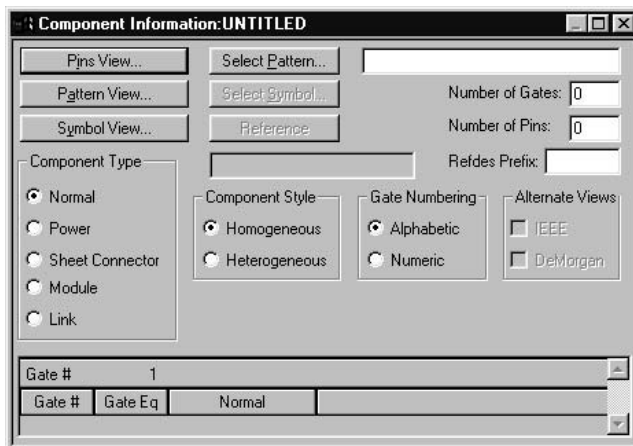 Component Information:UNTITLED
Pins View... Select Pattern...
Pattern View... Select Symbol... Number of Gates: 0
Symbol View... Reference Number of Pins: 0
Component Type Refdes Prefix:
Normal Component Style Gate Numbering Alternate Views
Power Homogeneous Alphabetic IEEE
Sheet Connector Heterogeneous Numeric DeMorgan
Module
Link
Gate # 1
Gate # Gate Eq Normal